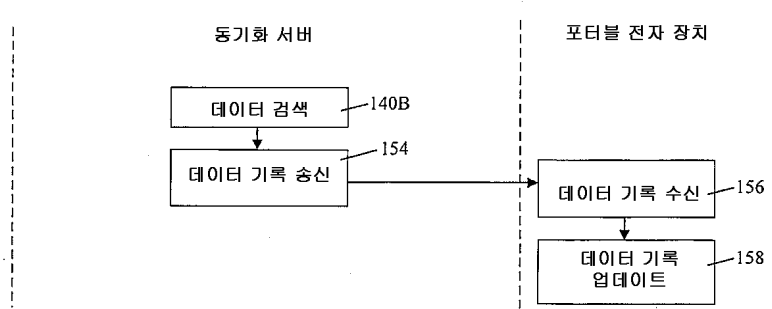 동기화 서버
포터블 전자 장치
데이터 검색
140B
데이터 기록 송신
154
데이터 기록 수신
156
데이터 기록
업데이트
158